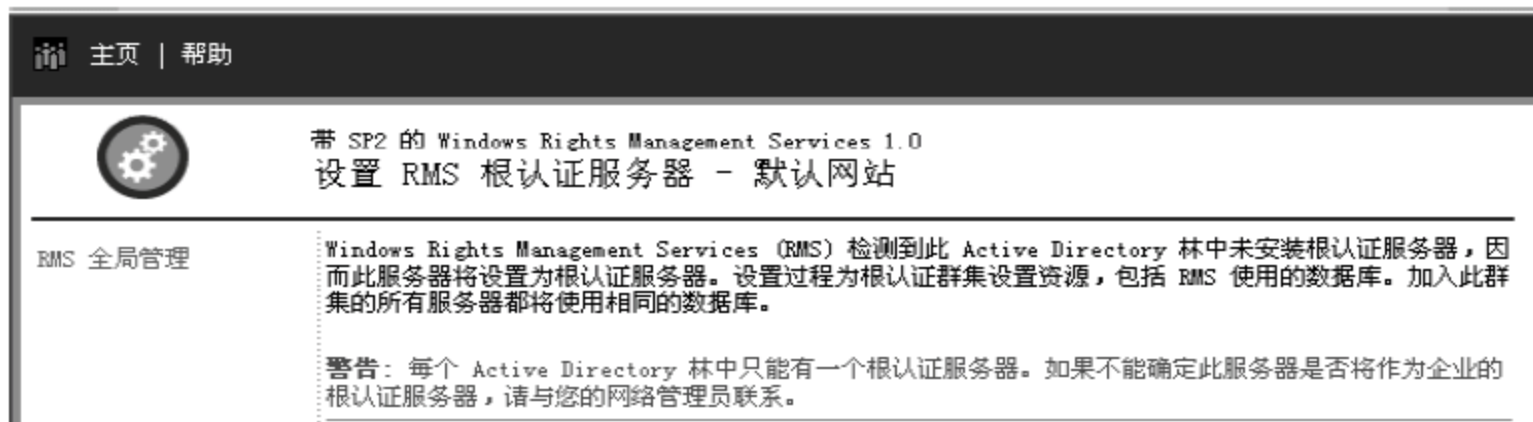 主页 | 帮助
带 SP2 的 Windows Rights Management Services 1.0
设置 RMS 根认证服务器 - 默认网站
RMS 全局管理
Windows Rights Management Services (RMS) 检测到此 Active Directory 林中未安装根认证服务器，因
而此服务器将设置为根认证服务器。设置过程为根认证群集设置资源，包括 RMS 使用的数据库。加入此群
集的所有服务器都将使用相同的数据库。
警告: 每个 Active Directory 林中只能有一个根认证服务器。如果不能确定此服务器是否将作为企业的
根认证服务器，请与您的网络管理员联系。